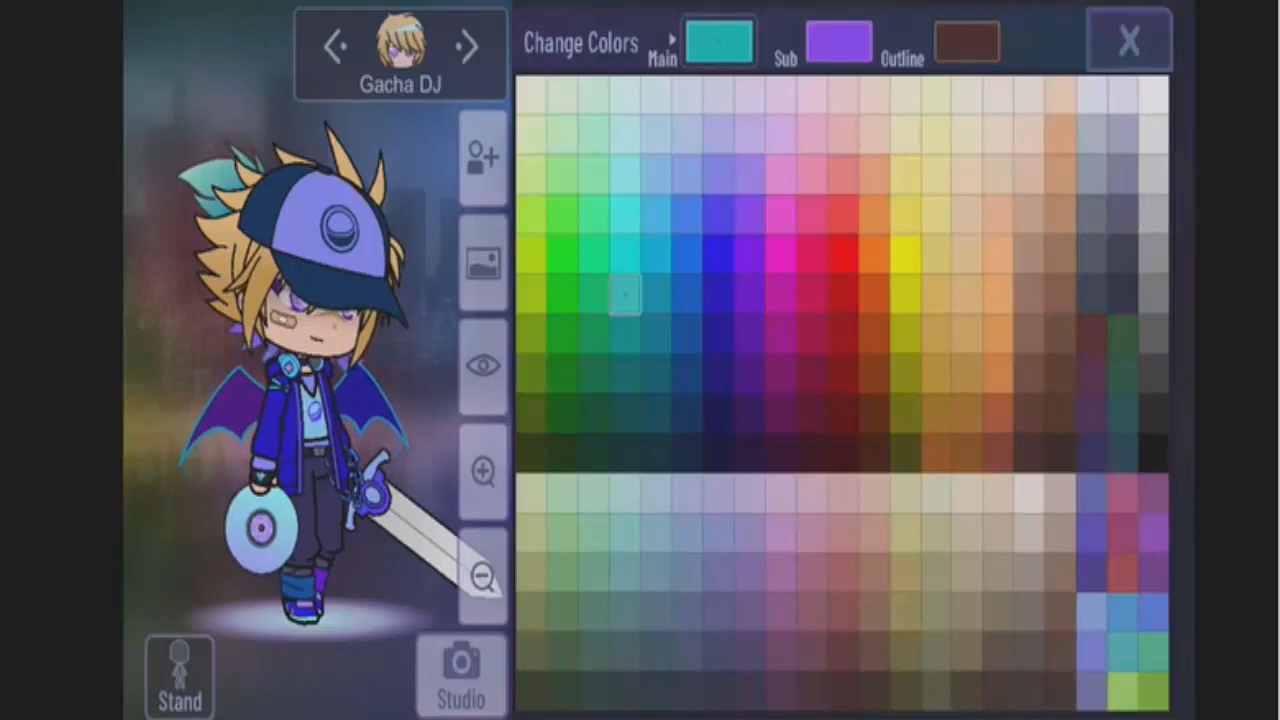 Change Colors
Main
Sub
Outline
X
Gacha DJ
Stand
Studio